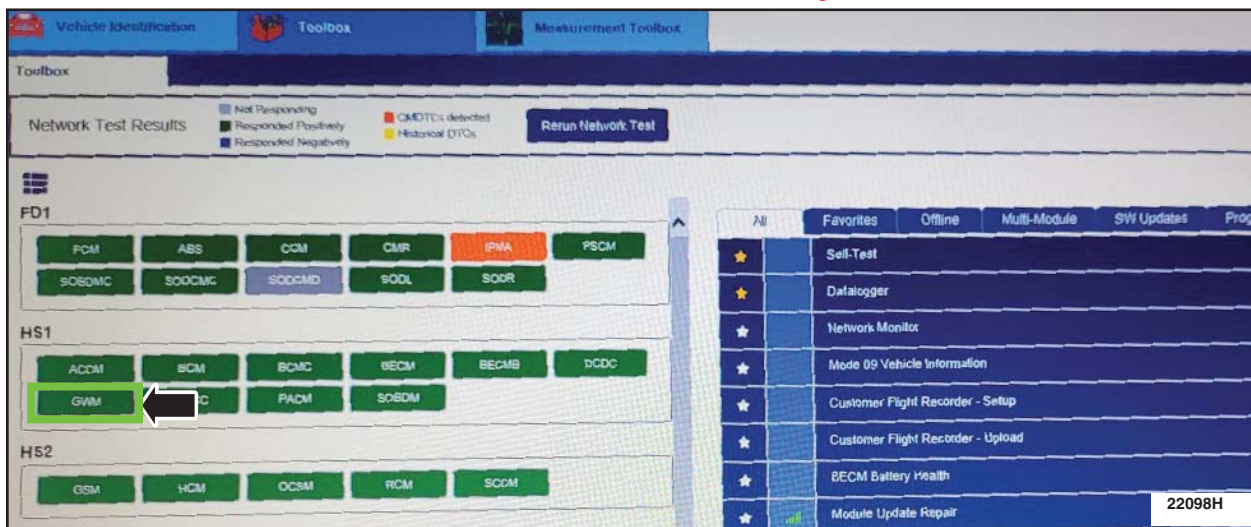 Vehicle Identification Toolbox Measurement Toolbox
Toolbox
Network Test Results
Not Responding
Responded Positively
Responded Negatively
CMDTCs detected
Historical DTCs
Rerun Network Test
FD1
PCM ABS CCM CMR IPMA PSCM
SOBDMC SODCMC SODCMD SODL SODR
HS1
ACCM BCM BCMC BECM BECMB DCDC
GWM C PACM SOBDM
HS2
GSM HCM OCSM RCM SCCM
All Favorites Offline Multi-Module SW Updates Prog
Self-Test
Datalogger
Network Monitor
Mode 09 Vehicle Information
Customer Flight Recorder - Setup
Customer Flight Recorder - Upload
BECM Battery Health
Module Update Repair
22098H